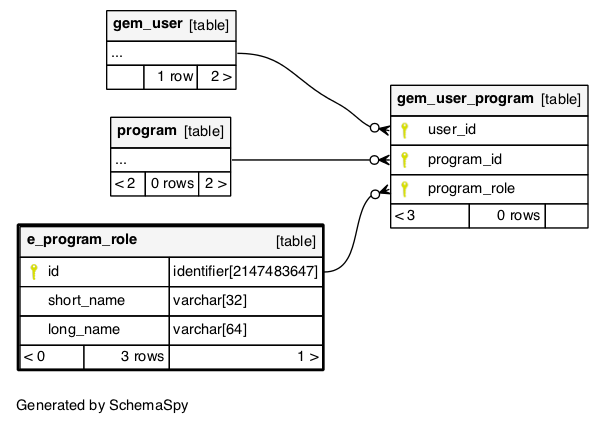 gem_user [table]
...
1 row 2 >
program [table]
...
< 2 0 rows 2 >
gem_user_program [table]
user_id
program_id
program_role
< 3 0 rows
e_program_role [table]
id identifier[2147483647]
short_name varchar[32]
long_name varchar[64]
< 0 3 rows 1 >
Generated by SchemaSpy